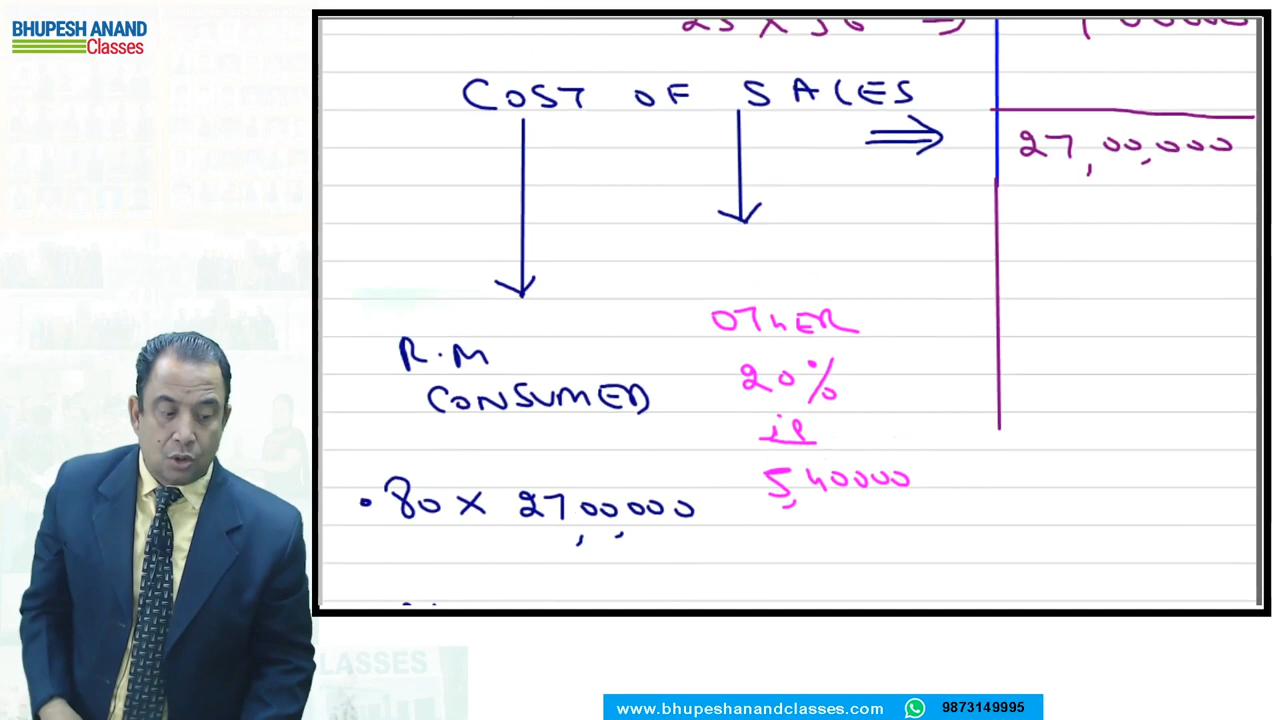 BHUPESH ANAND
Classes
COST OF SALES
⇒ 27,00,000
OTHER
20%
ie
5,40000
R.M
CONSUMED
.80 X 27,00,000
CLASSES
www.bhupeshanandclasses.com 9873149995